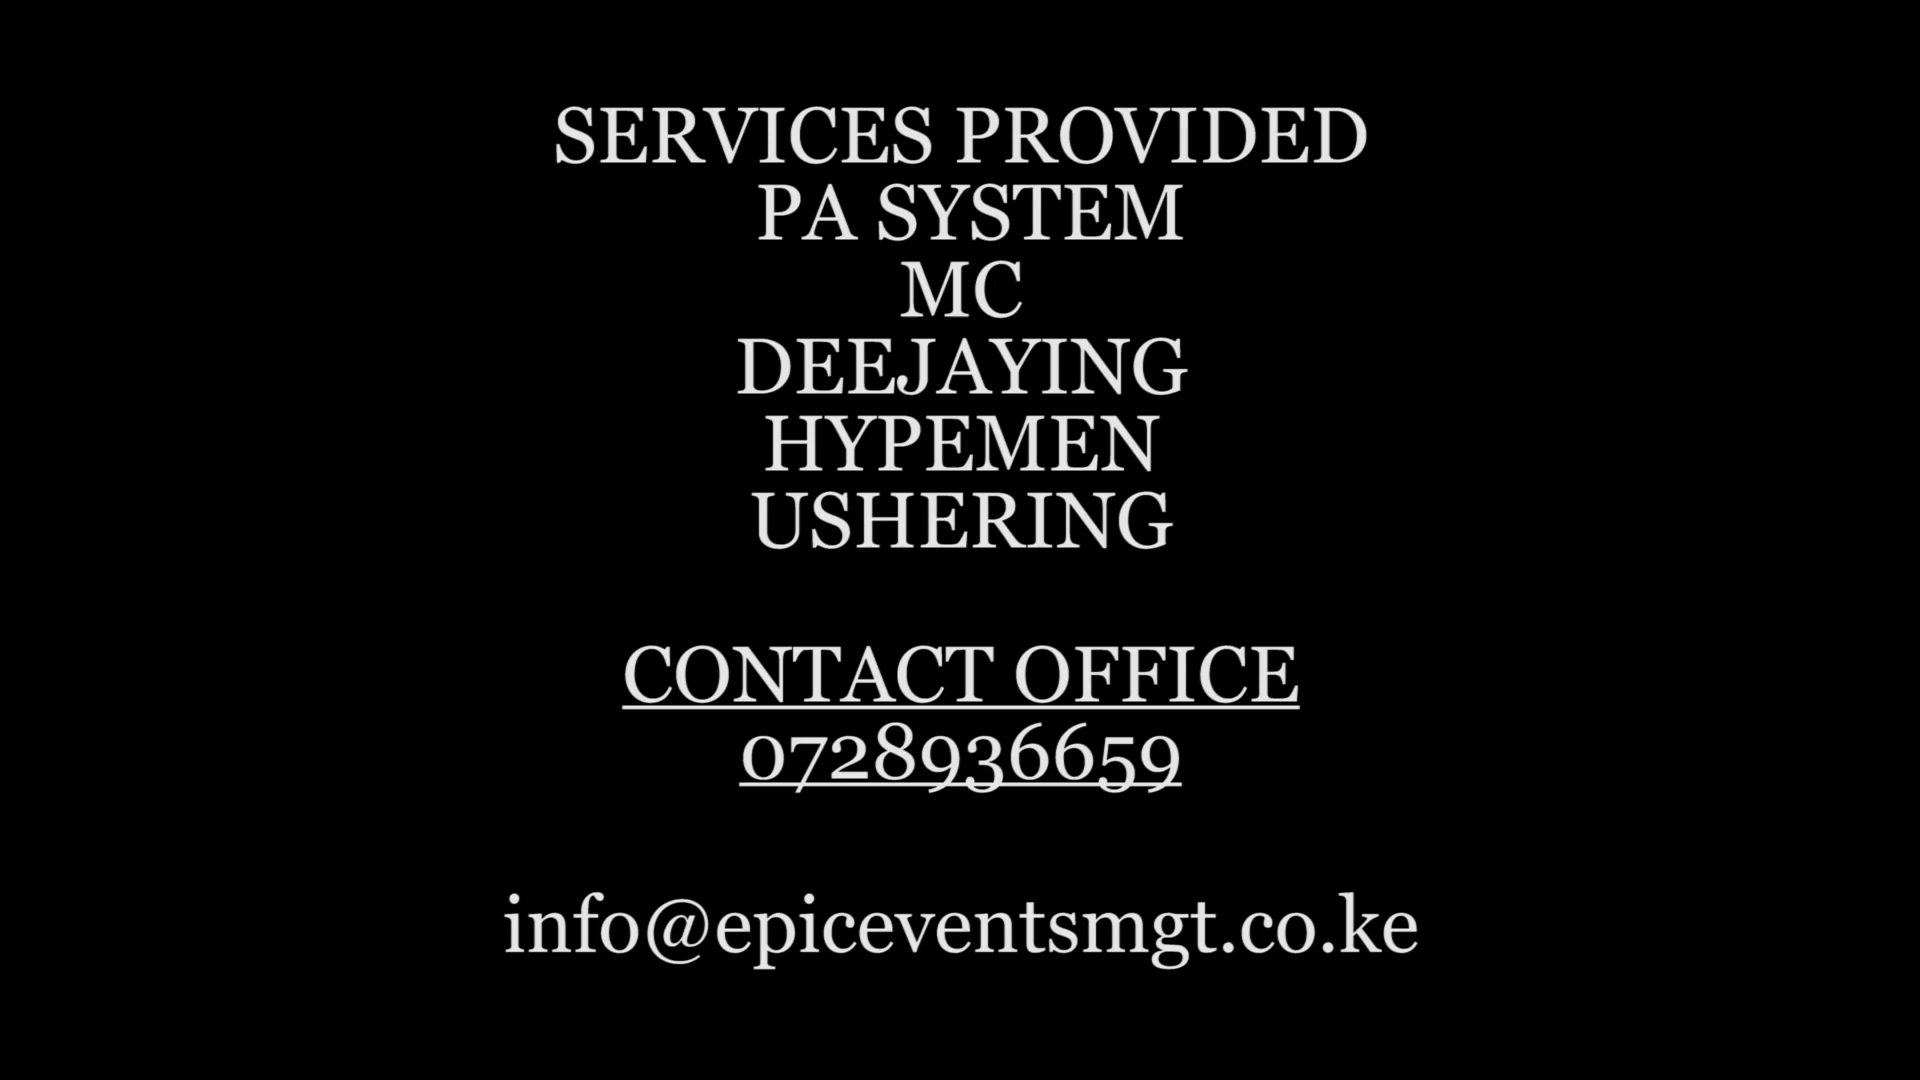 SERVICES PROVIDED
PA SYSTEM
MC
DEEJAYING
HYPEMEN
USHERING
CONTACT OFFICE
0728936659
info@epiceventsmgt.co.ke